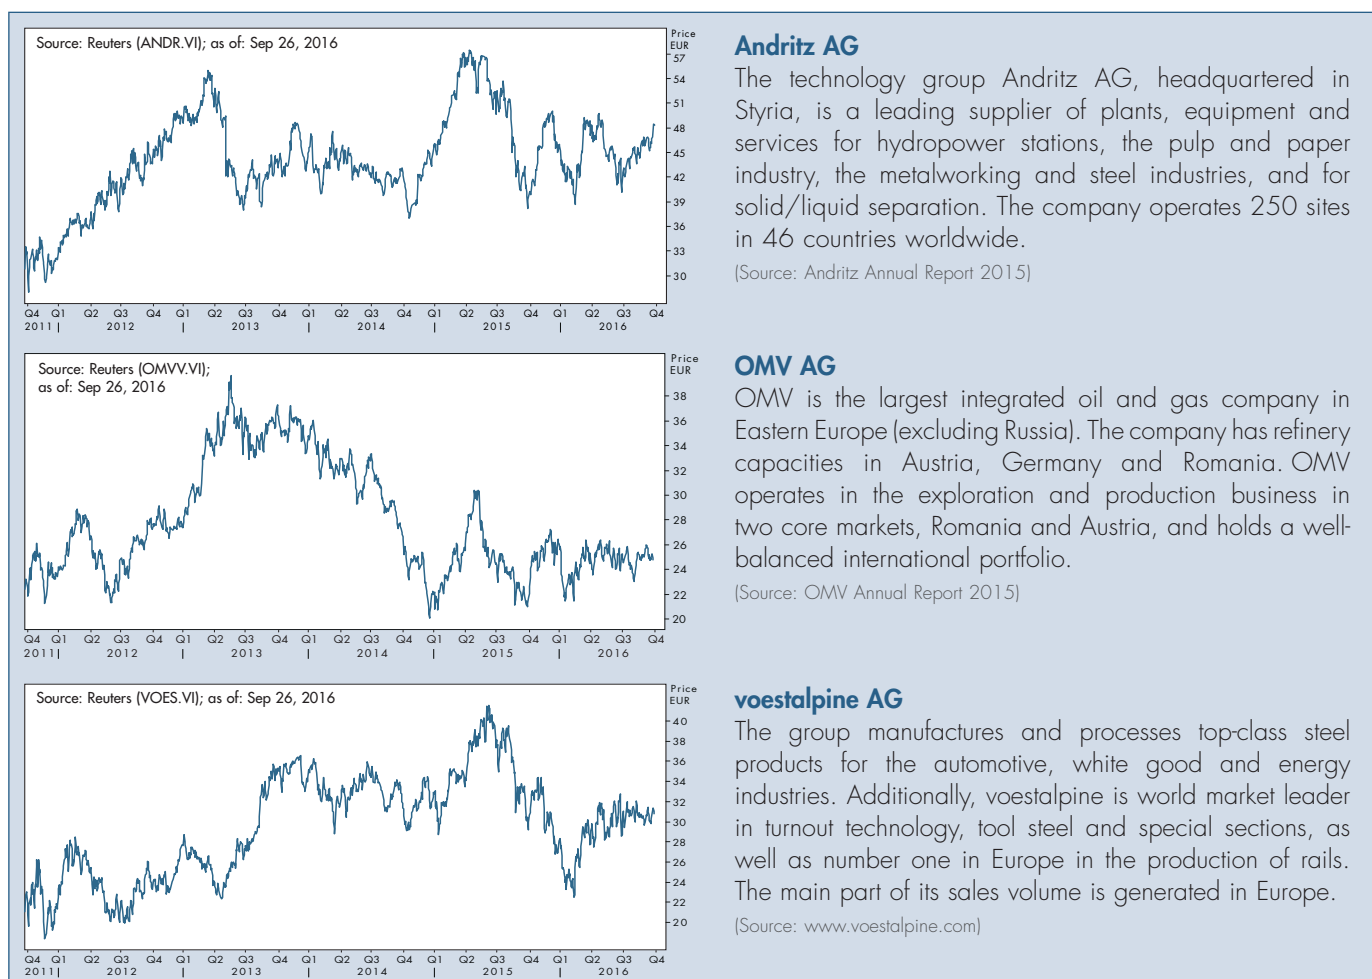 Source: Reuters (ANDR.VI); as of: Sep 26, 2016
Price
EUR
57
54
51
48
45
42
39
36
33
30
Q4 Q1 Q2 Q3 Q4 Q1 Q2 Q3 Q4 Q1 Q2 Q3 Q4 Q1 Q2 Q3 Q4 Q1 Q2 Q3 Q4
2011 | 2012 | 2013 | 2014 | 2015 | 2016
Andritz AG
The technology group Andritz AG, headquartered in
Styria, is a leading supplier of plants, equipment and
services for hydropower stations, the pulp and paper
industry, the metalworking and steel industries, and for
solid/liquid separation. The company operates 250 sites
in 46 countries worldwide.
(Source: Andritz Annual Report 2015)
Source: Reuters (OMVV.VI);
as of: Sep 26, 2016
Price
EUR
38
36
34
32
30
28
26
24
22
20
Q4 Q1 Q2 Q3 Q4 Q1 Q2 Q3 Q4 Q1 Q2 Q3 Q4 Q1 Q2 Q3 Q4 Q1 Q2 Q3 Q4
2011 | 2012 | 2013 | 2014 | 2015 | 2016
OMV AG
OMV is the largest integrated oil and gas company in
Eastern Europe (excluding Russia). The company has refinery
capacities in Austria, Germany and Romania. OMV
operates in the exploration and production business in
two core markets, Romania and Austria, and holds a well-
balanced international portfolio.
(Source: OMV Annual Report 2015)
Source: Reuters (VOES.VI); as of: Sep 26, 2016
Price
EUR
40
38
36
34
32
30
28
26
24
22
20
Q4 Q1 Q2 Q3 Q4 Q1 Q2 Q3 Q4 Q1 Q2 Q3 Q4 Q1 Q2 Q3 Q4 Q1 Q2 Q3 Q4
2011 | 2012 | 2013 | 2014 | 2015 | 2016
voestalpine AG
The group manufactures and processes top-class steel
products for the automotive, white good and energy
industries. Additionally, voestalpine is world market leader
in turnout technology, tool steel and special sections, as
well as number one in Europe in the production of rails.
The main part of its sales volume is generated in Europe.
(Source: www.voestalpine.com)